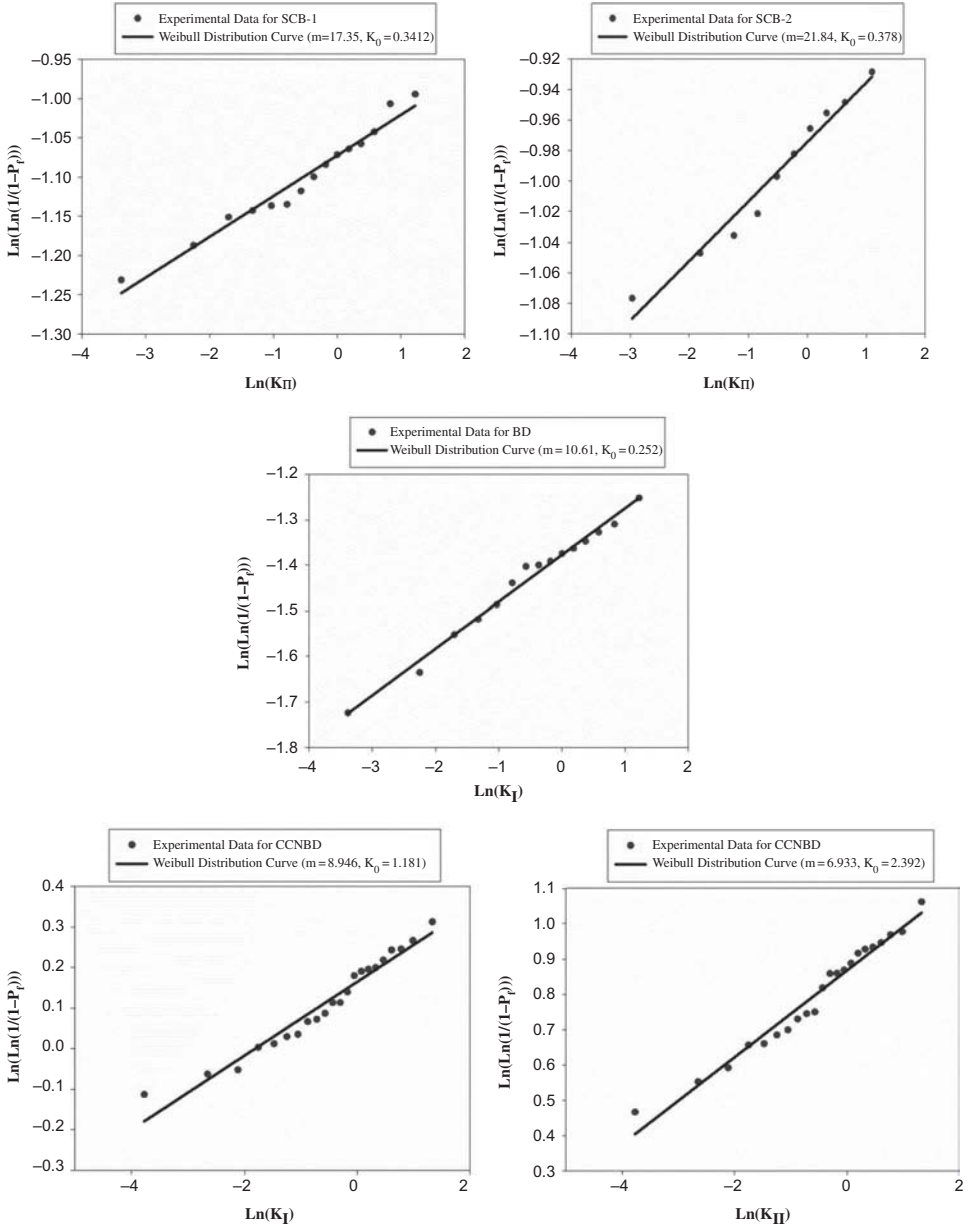 Experimental Data for SCB-1
Weibull Distribution Curve (m=17.35, K0=0.3412)
Ln(Ln(1/(1–Pf)))
–0.95
–1.00
–1.05
–1.10
–1.15
–1.20
–1.25
–1.30
–4 –3 –2 –1 0 1 2
Ln(KΠ)
Experimental Data for SCB-2
Weibull Distribution Curve (m=21.84, K0=0.378)
Ln(Ln(1/(1–Pf)))
–0.92
–0.94
–0.96
–0.98
–1.00
–1.02
–1.04
–1.06
–1.08
–1.10
–4 –3 –2 –1 0 1 2
Ln(KΠ)
Experimental Data for BD
Weibull Distribution Curve (m=10.61, K0=0.252)
Ln(Ln(1/(1–Pf)))
–1.2
–1.3
–1.4
–1.5
–1.6
–1.7
–1.8
–4 –3 –2 –1 0 1 2
Ln(KI)
Experimental Data for CCNBD
Weibull Distribution Curve (m=8.946, K0=1.181)
Ln(Ln(1/(1–Pf)))
0.4
0.3
0.2
0.1
0.0
–0.1
–0.2
–0.3
–4 –2 0 2
Ln(KI)
Experimental Data for CCNBD
Weibull Distribution Curve (m=6.933, K0=2.392)
Ln(Ln(1/(1–Pf)))
1.1
1.0
0.9
0.8
0.7
0.6
0.5
0.4
0.3
–4 –2 0 2
Ln(KII)